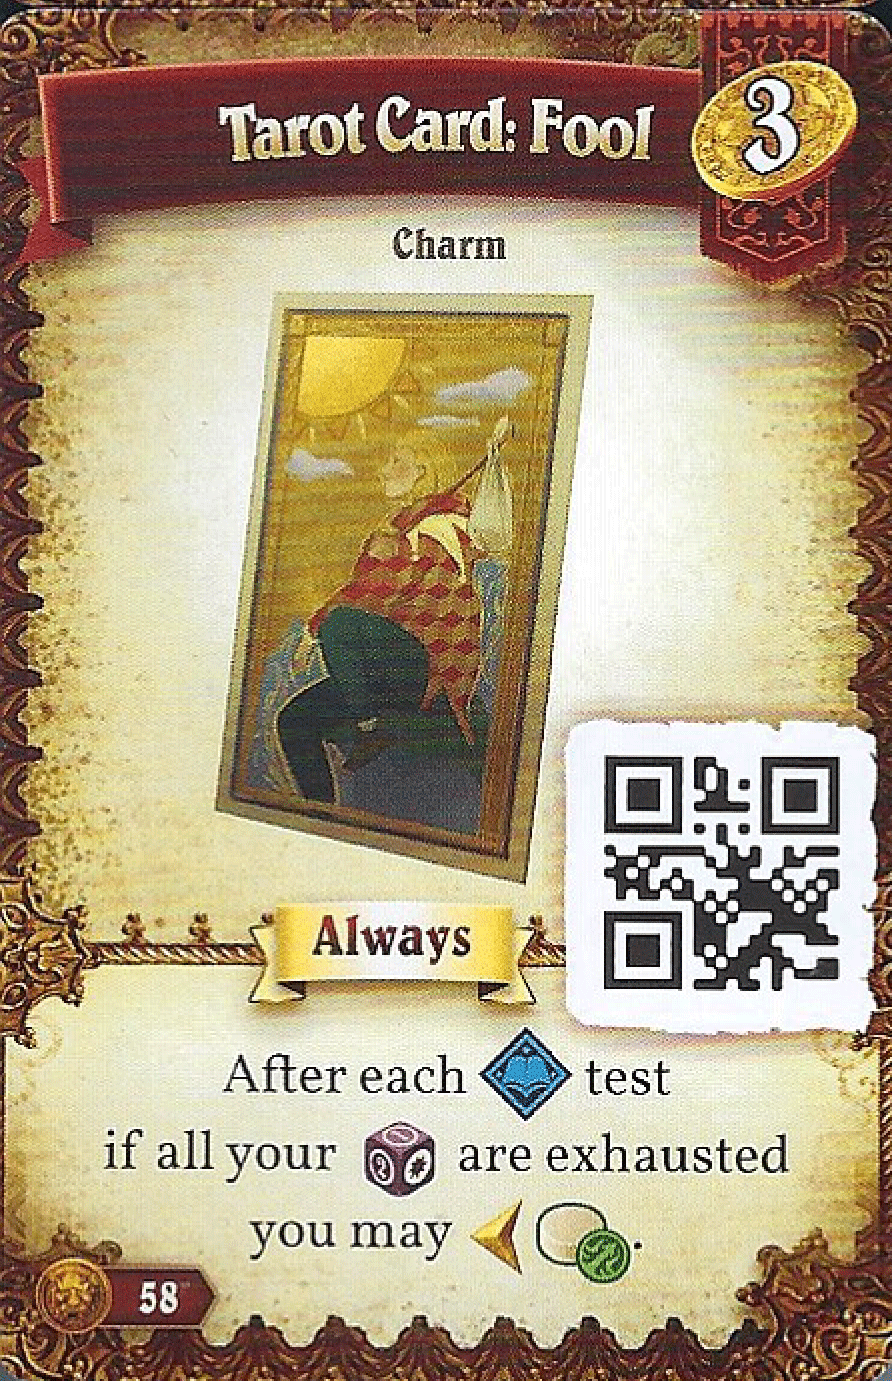 Tarot Card: Fool
3
Charm
Always
After each test
if all your are exhausted
you may .
58